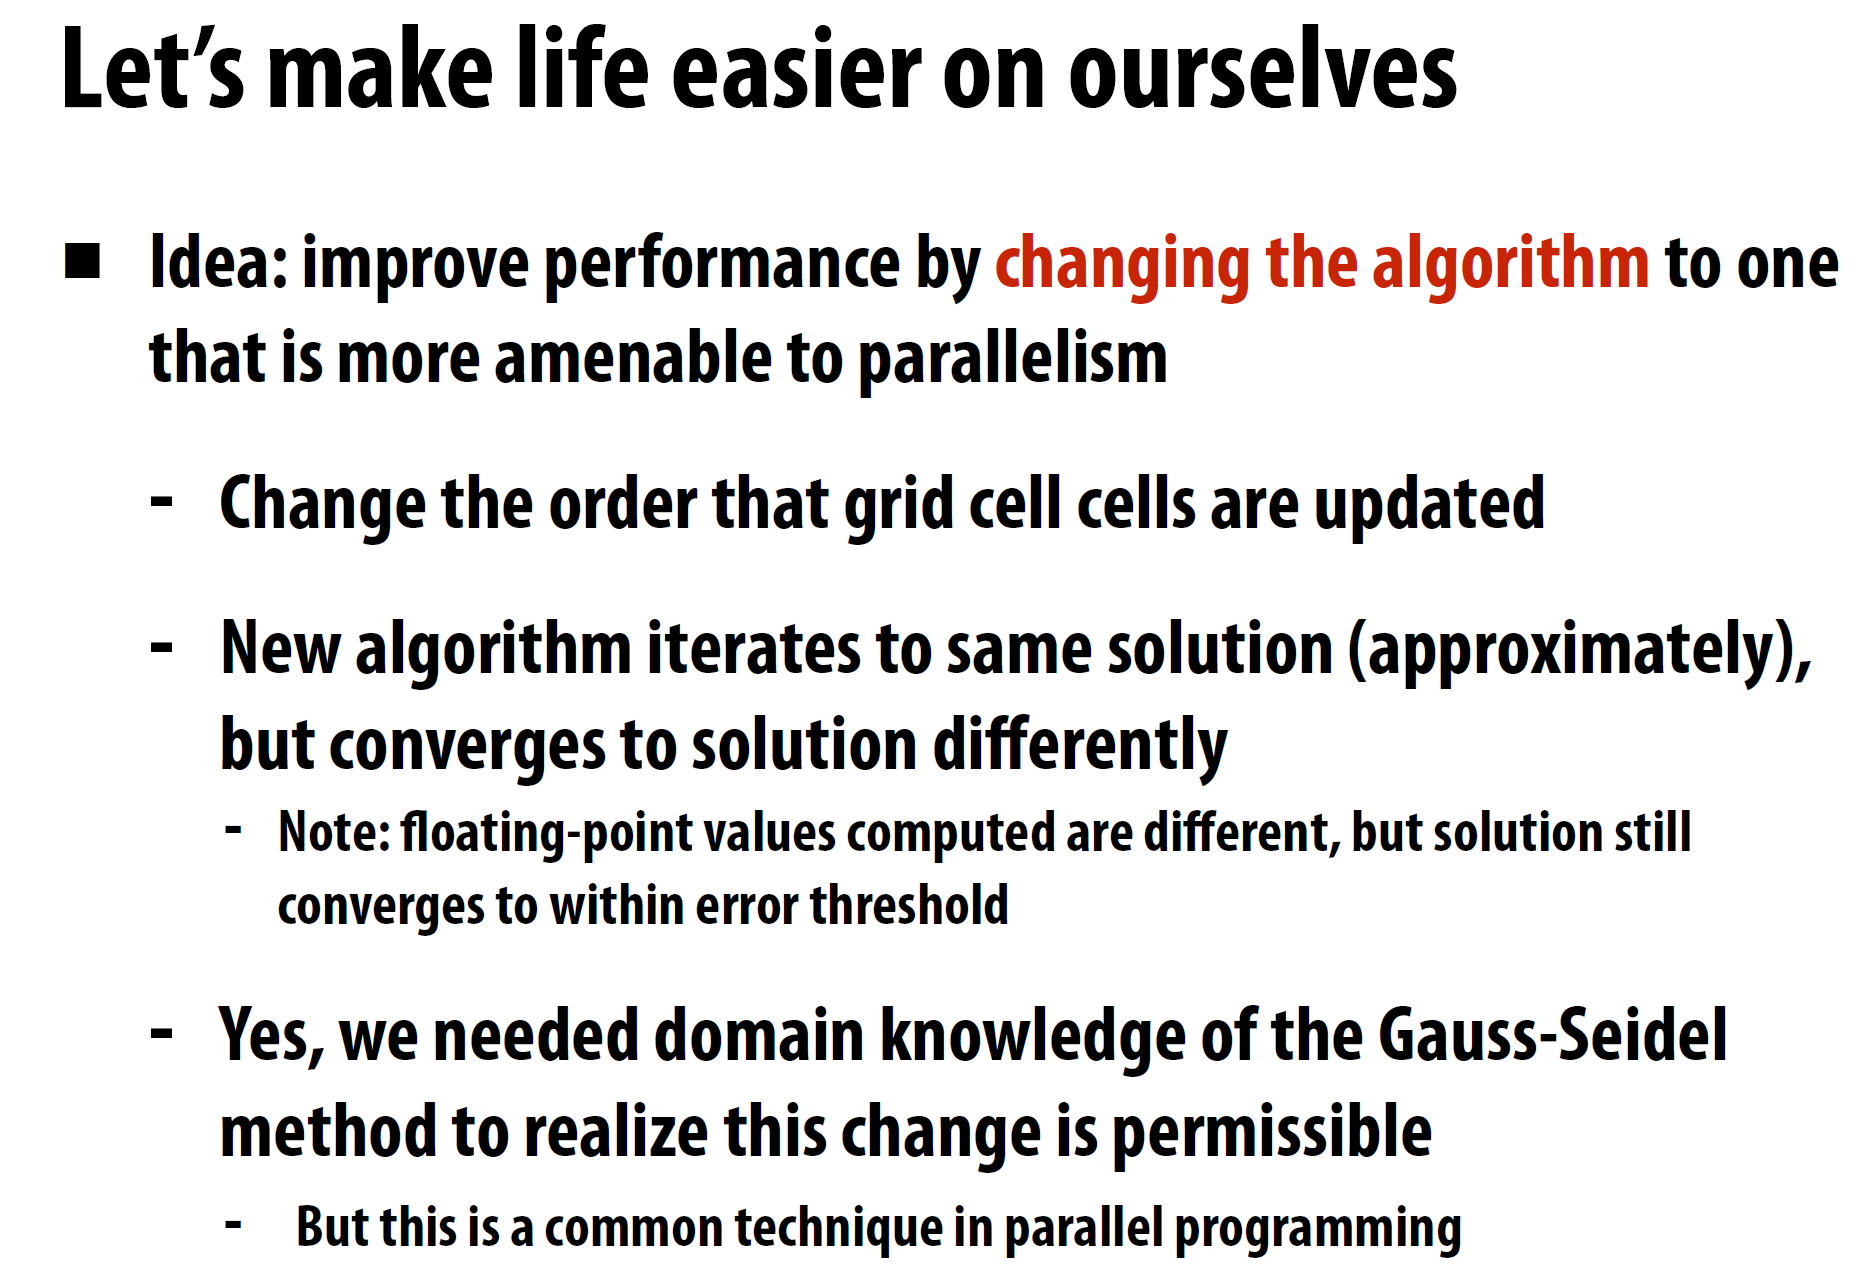 Let’s make life easier on ourselves
■ Idea: improve performance by changing the algorithm to one
that is more amenable to parallelism
- Change the order that grid cell cells are updated
- New algorithm iterates to same solution (approximately),
but converges to solution differently
- Note: floating-point values computed are different, but solution still
converges to within error threshold
- Yes, we needed domain knowledge of the Gauss-Seidel
method to realize this change is permissible
- But this is a common technique in parallel programming